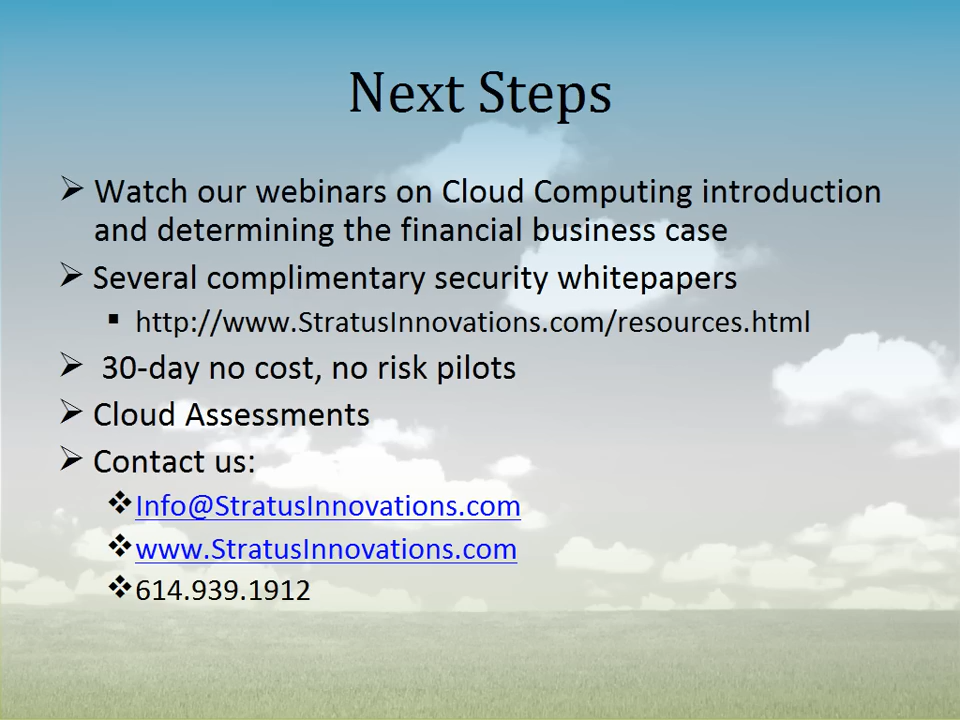 Next Steps
Watch our webinars on Cloud Computing introduction
and determining the financial business case
Several complimentary security whitepapers
http://www.StratusInnovations.com/resources.html
30-day no cost, no risk pilots
Cloud Assessments
Contact us:
Info@StratusInnovations.com
www.StratusInnovations.com
614.939.1912